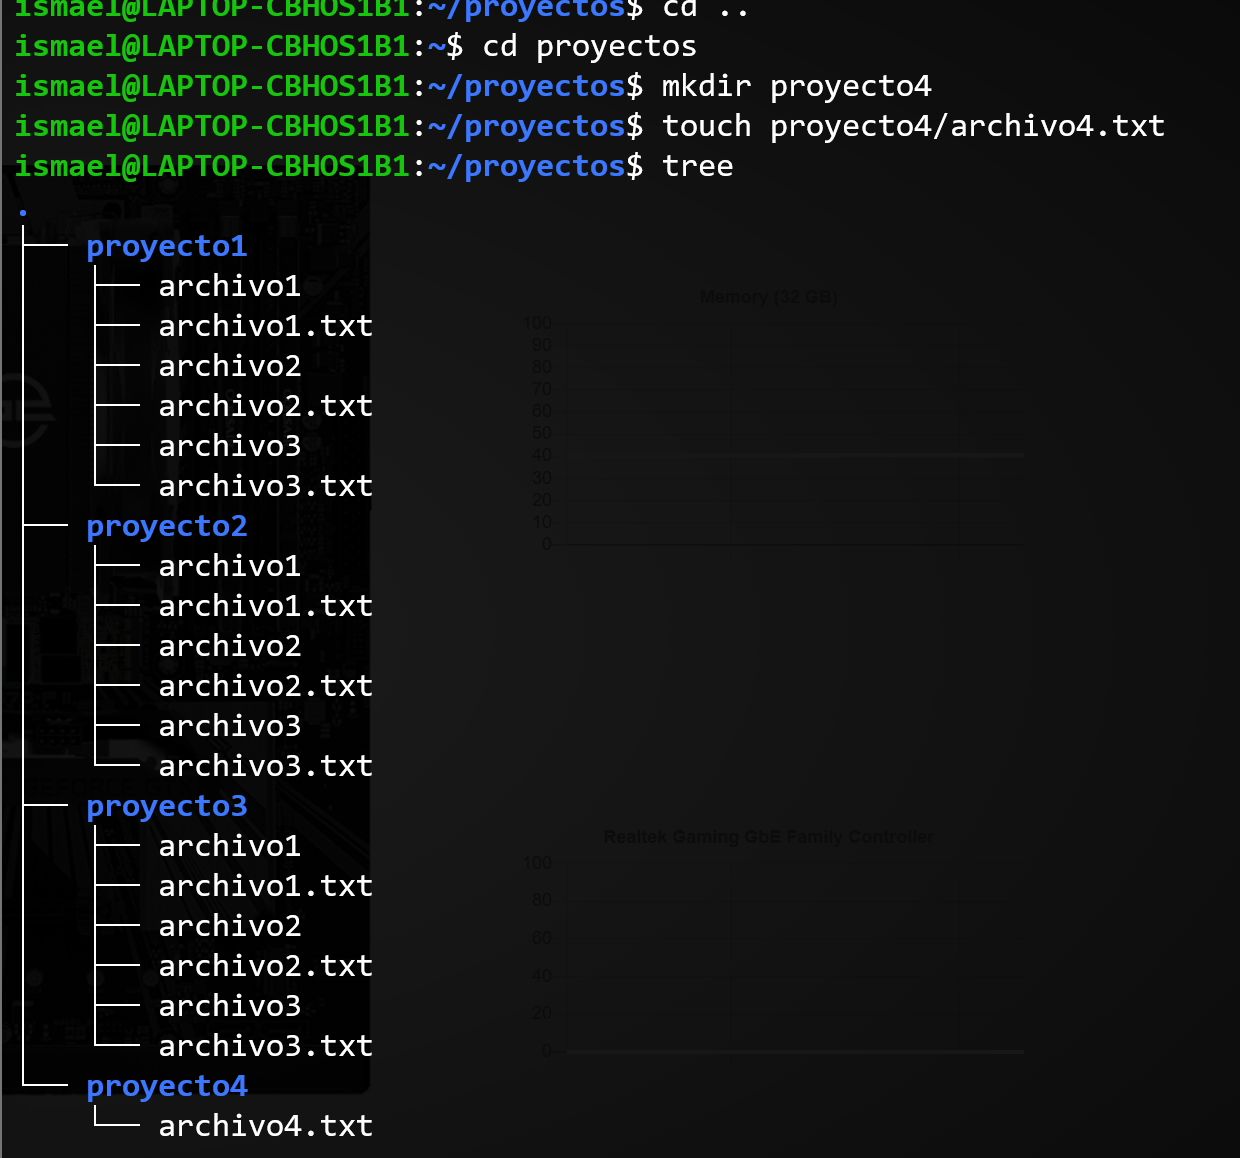 ismael@LAPTOP-CBHOS1B1:~/proyectos$ cd ..
ismael@LAPTOP-CBHOS1B1:~$ cd proyectos
ismael@LAPTOP-CBHOS1B1:~/proyectos$ mkdir proyecto4
ismael@LAPTOP-CBHOS1B1:~/proyectos$ touch proyecto4/archivo4.txt
ismael@LAPTOP-CBHOS1B1:~/proyectos$ tree
.
├── proyecto1
│   ├── archivo1
│   ├── archivo1.txt
│   ├── archivo2
│   ├── archivo2.txt
│   ├── archivo3
│   └── archivo3.txt
├── proyecto2
│   ├── archivo1
│   ├── archivo1.txt
│   ├── archivo2
│   ├── archivo2.txt
│   ├── archivo3
│   └── archivo3.txt
├── proyecto3
│   ├── archivo1
│   ├── archivo1.txt
│   ├── archivo2
│   ├── archivo2.txt
│   ├── archivo3
│   └── archivo3.txt
└── proyecto4
    └── archivo4.txt
Memory (32 GB)
100
90
80
70
60
50
40
30
20
10
0
Realtek Gaming GbE Family Controller
100
80
60
40
20
0